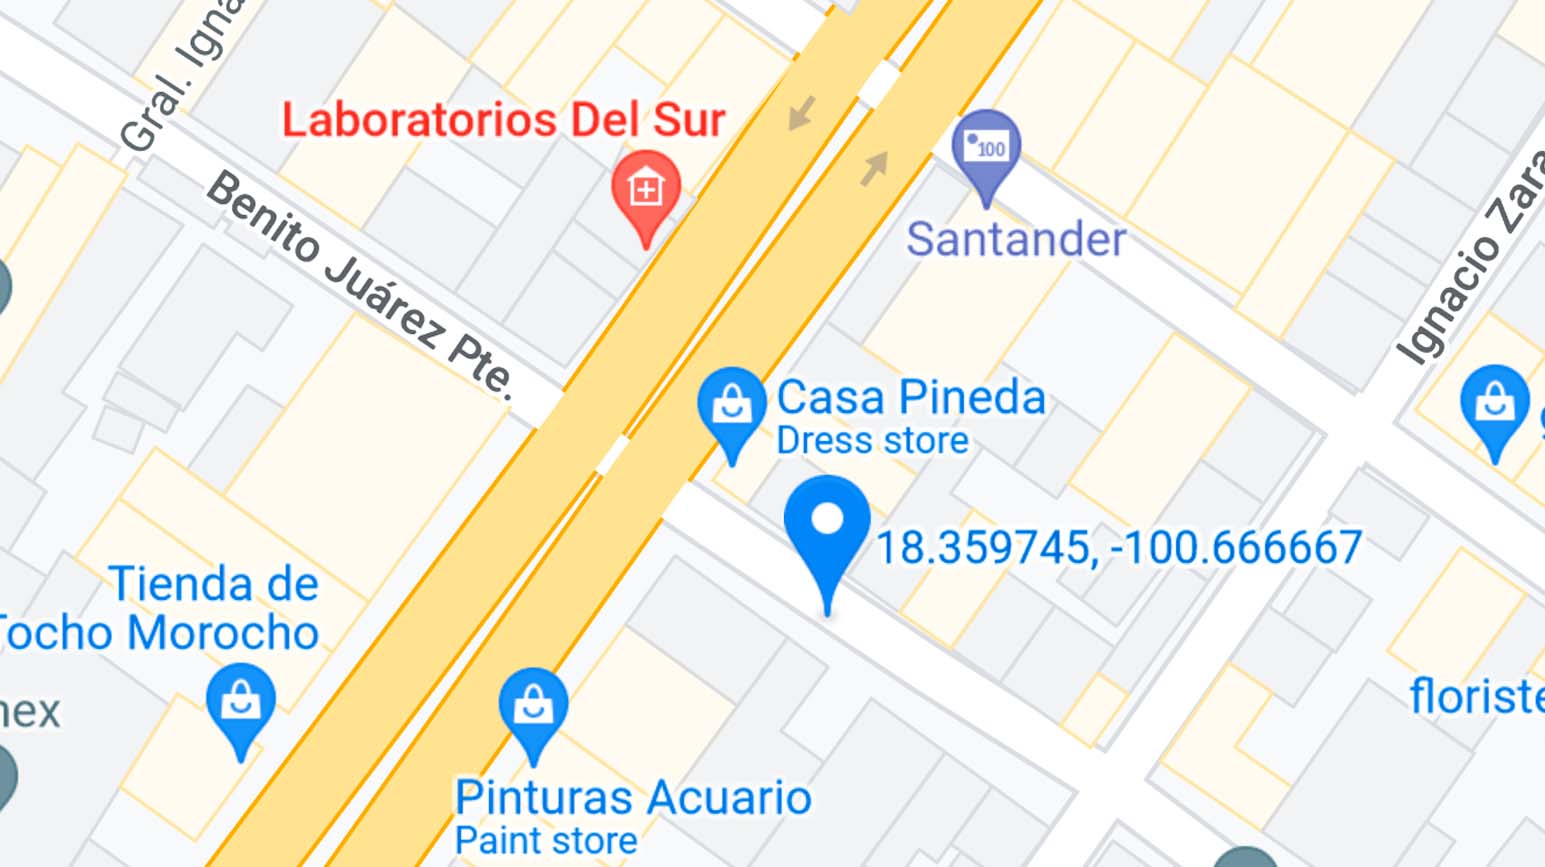 Gral. Igna
Laboratorios Del Sur
100
Santander
Benito Juárez Pte.
Ignacio Zara
Casa Pineda
Dress store
18.359745, -100.666667
Tienda de
Tocho Morocho
nex
floriste
Pinturas Acuario
Paint store